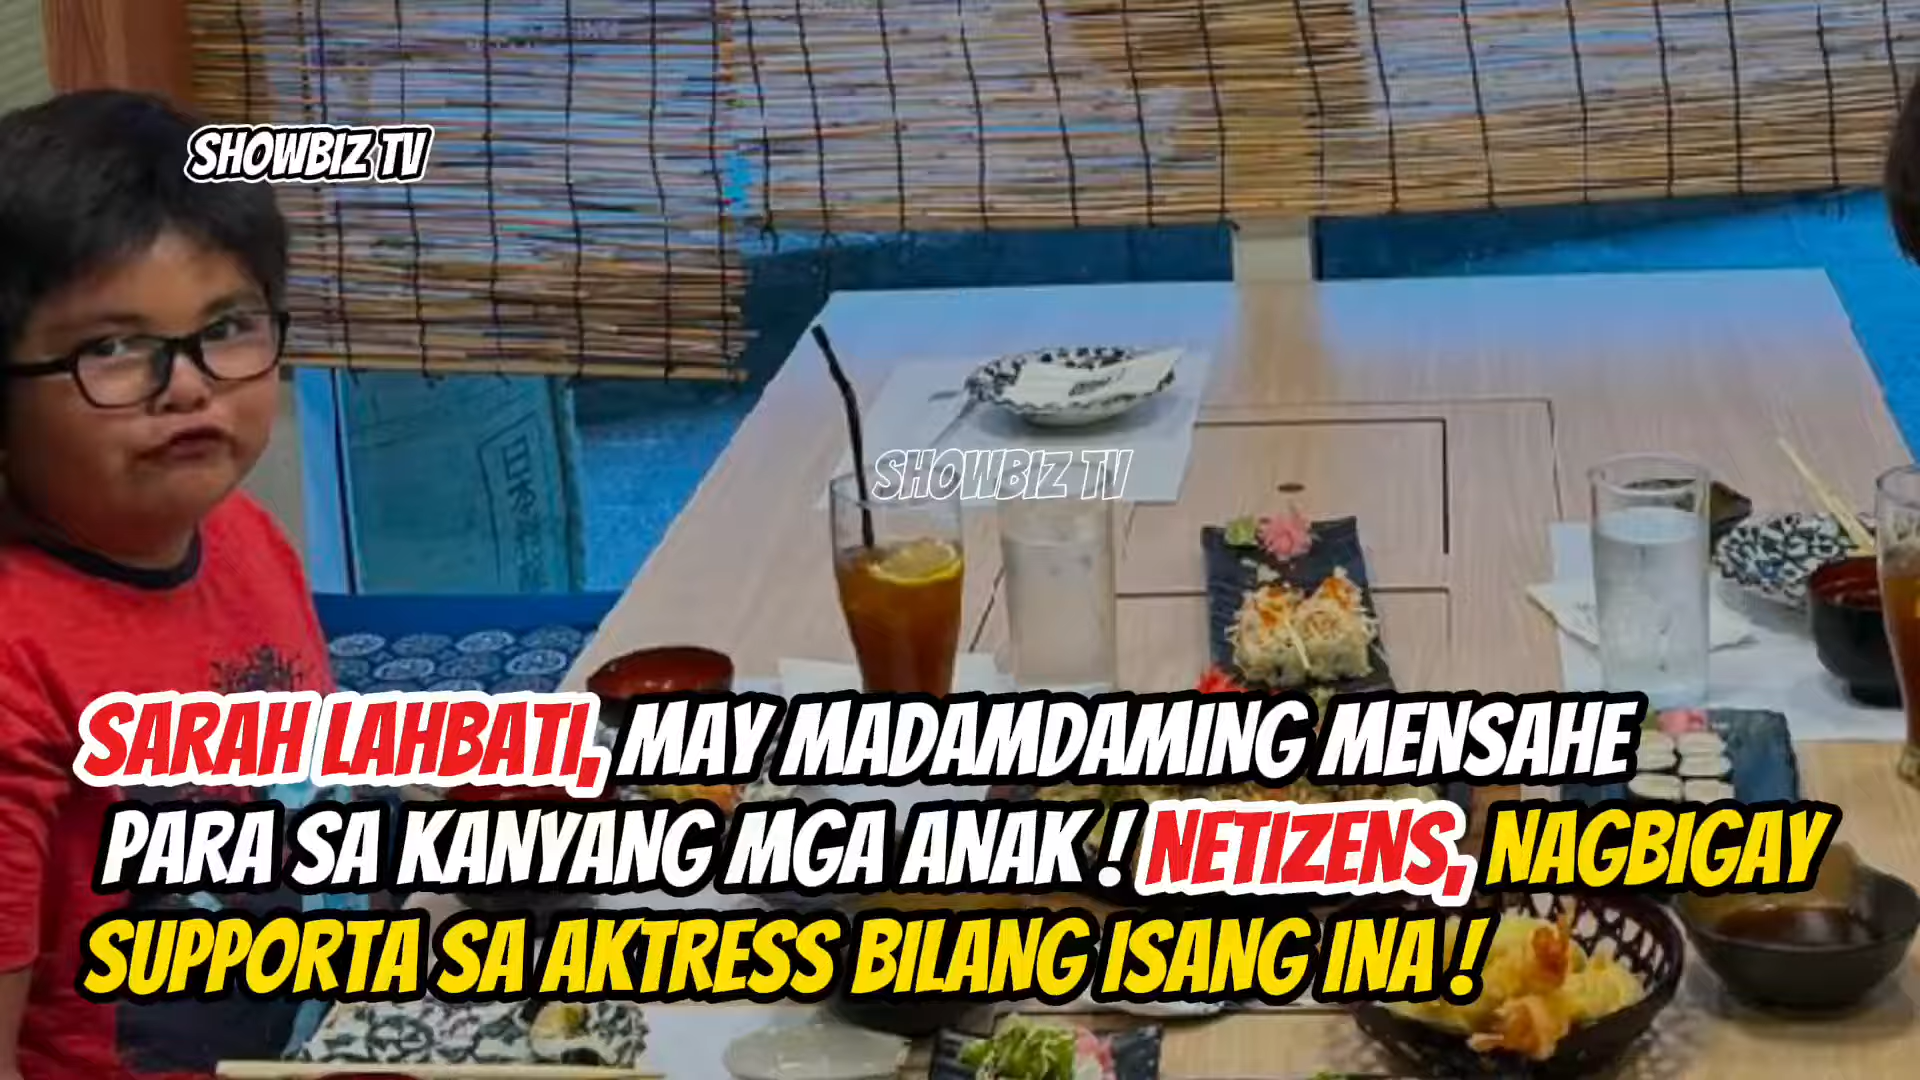 SHOWBIZ TV
SHOWBIZ TV
SARAH LAHBATI, MAY MADAMDAMING MENSAHE
PARA SA KANYANG MGA ANAK ! NETIZENS, NAGBIGAY
SUPPORTA SA AKTRESS BILANG ISANG INA !